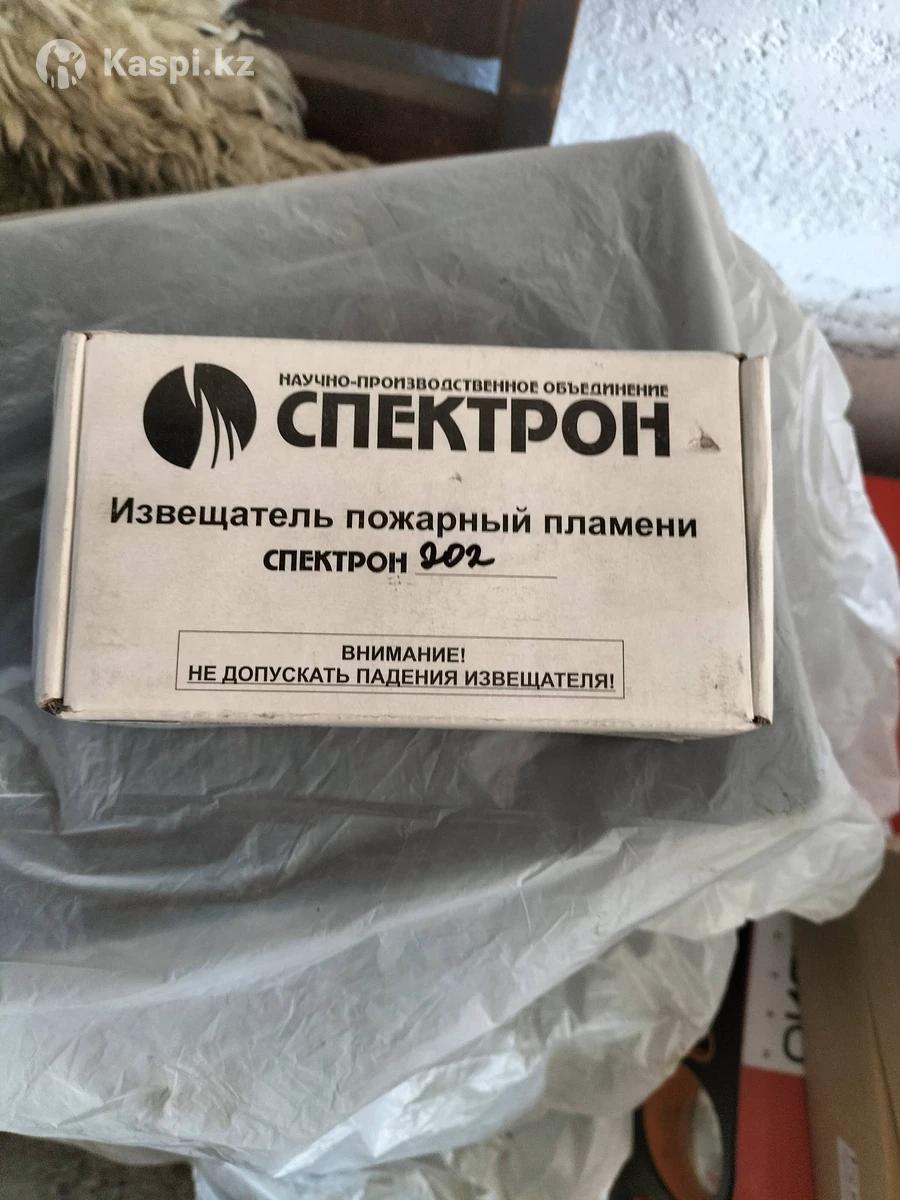 Kaspi.kz
НАУЧНО-ПРОИЗВОДСТВЕННОЕ ОБЪЕДИНЕНИЕ
СПЕКТРОН
Извещатель пожарный пламени
СПЕКТРОН 202
ВНИМАНИЕ!
НЕ ДОПУСКАТЬ ПАДЕНИЯ ИЗВЕЩАТЕЛЯ!